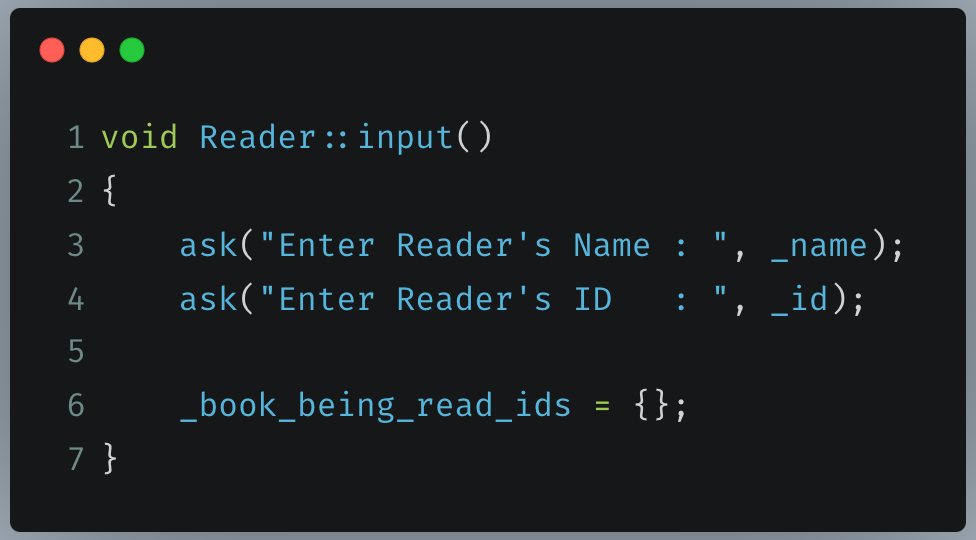 1 void Reader::input()
2 {
3     ask("Enter Reader's Name : ", _name);
4     ask("Enter Reader's ID   : ", _id);
5
6     _book_being_read_ids = {};
7 }